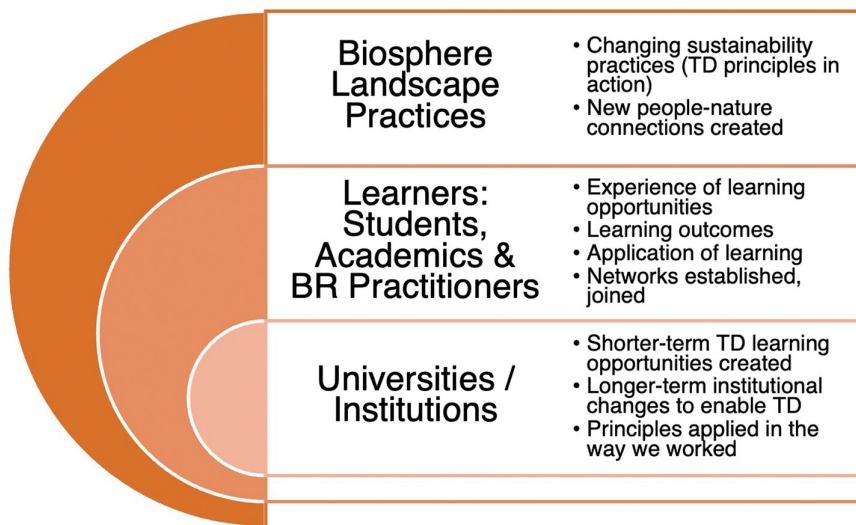 Biosphere
Landscape
Practices
• Changing sustainability
practices (TD principles in
action)
• New people-nature
connections created
Learners:
Students,
Academics &
BR Practitioners
• Experience of learning
opportunities
• Learning outcomes
• Application of learning
• Networks established,
joined
Universities /
Institutions
• Shorter-term TD learning
opportunities created
• Longer-term institutional
changes to enable TD
• Principles applied in the
way we worked